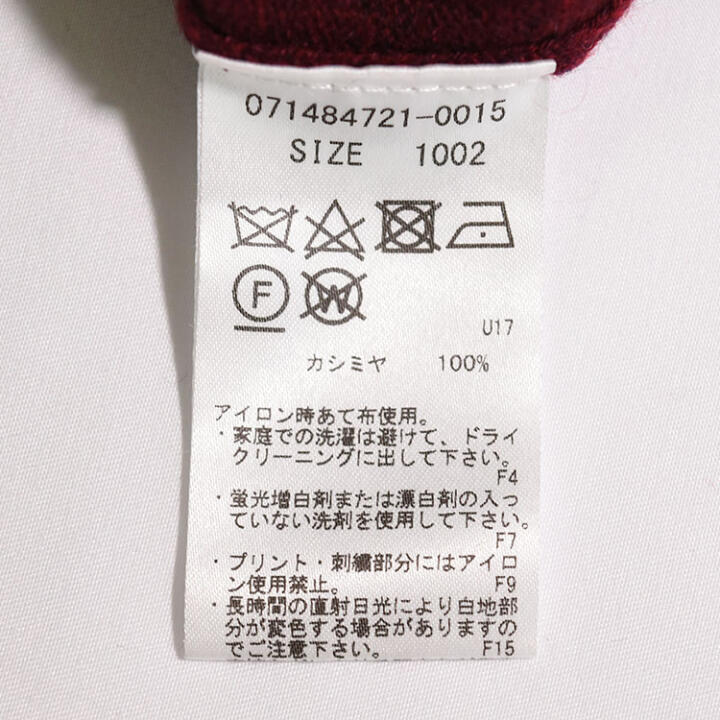 071484721-0015
SIZE 1002
F W
U17
カシミヤ 100%
アイロン時あて布使用。
・家庭での洗濯は避けて、ドライ
クリーニングに出して下さい。
F4
・蛍光増白剤または漂白剤の入っ
ていない洗剤を使用して下さい。
F7
・プリント・刺繍部分にはアイロ
ン使用禁止。 F9
・長時間の直射日光により白地部
分が変色する場合がありますの
でご注意下さい。 F15